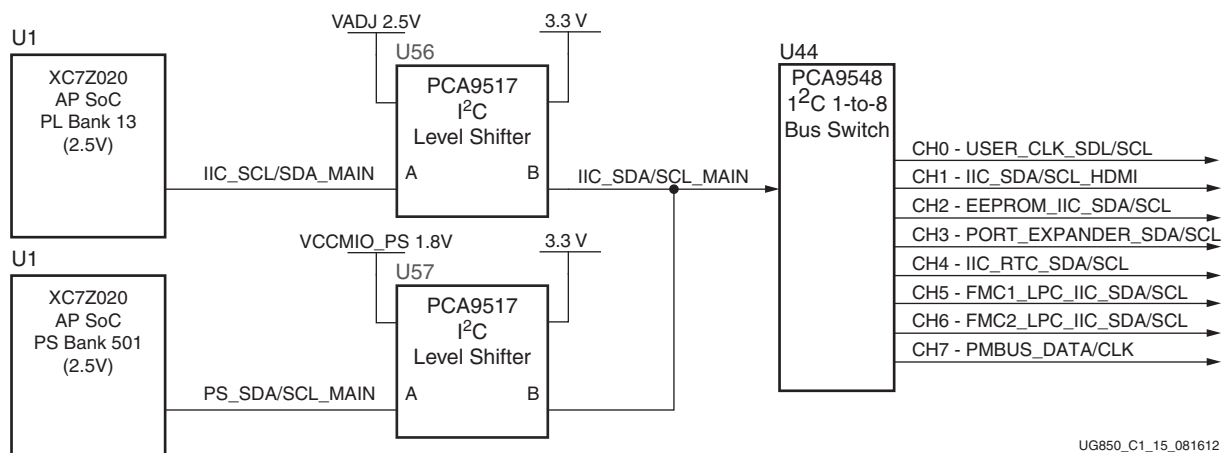 VADJ 2.5V
3.3 V
U1
U56
U44
XC7Z020
AP SoC
PL Bank 13
(2.5V)
PCA9517
I2C
Level Shifter
PCA9548
12C 1-to-8
Bus Switch
IIC_SCL/SDA_MAIN
A
B
IIC_SDA/SCL_MAIN
CH0 - USER_CLK_SDL/SCL
CH1 - IIC_SDA/SCL_HDMI
CH2 - EEPROM_IIC_SDA/SCL
CH3 - PORT_EXPANDER_SDA/SCL
CH4 - IIC_RTC_SDA/SCL
CH5 - FMC1_LPC_IIC_SDA/SCL
CH6 - FMC2_LPC_IIC_SDA/SCL
CH7 - PMBUS_DATA/CLK
VCCMIO_PS 1.8V
3.3 V
U1
U57
XC7Z020
AP SoC
PS Bank 501
(2.5V)
PCA9517
I2C
Level Shifter
PS_SDA/SCL_MAIN
A
B
UG850_C1_15_081612